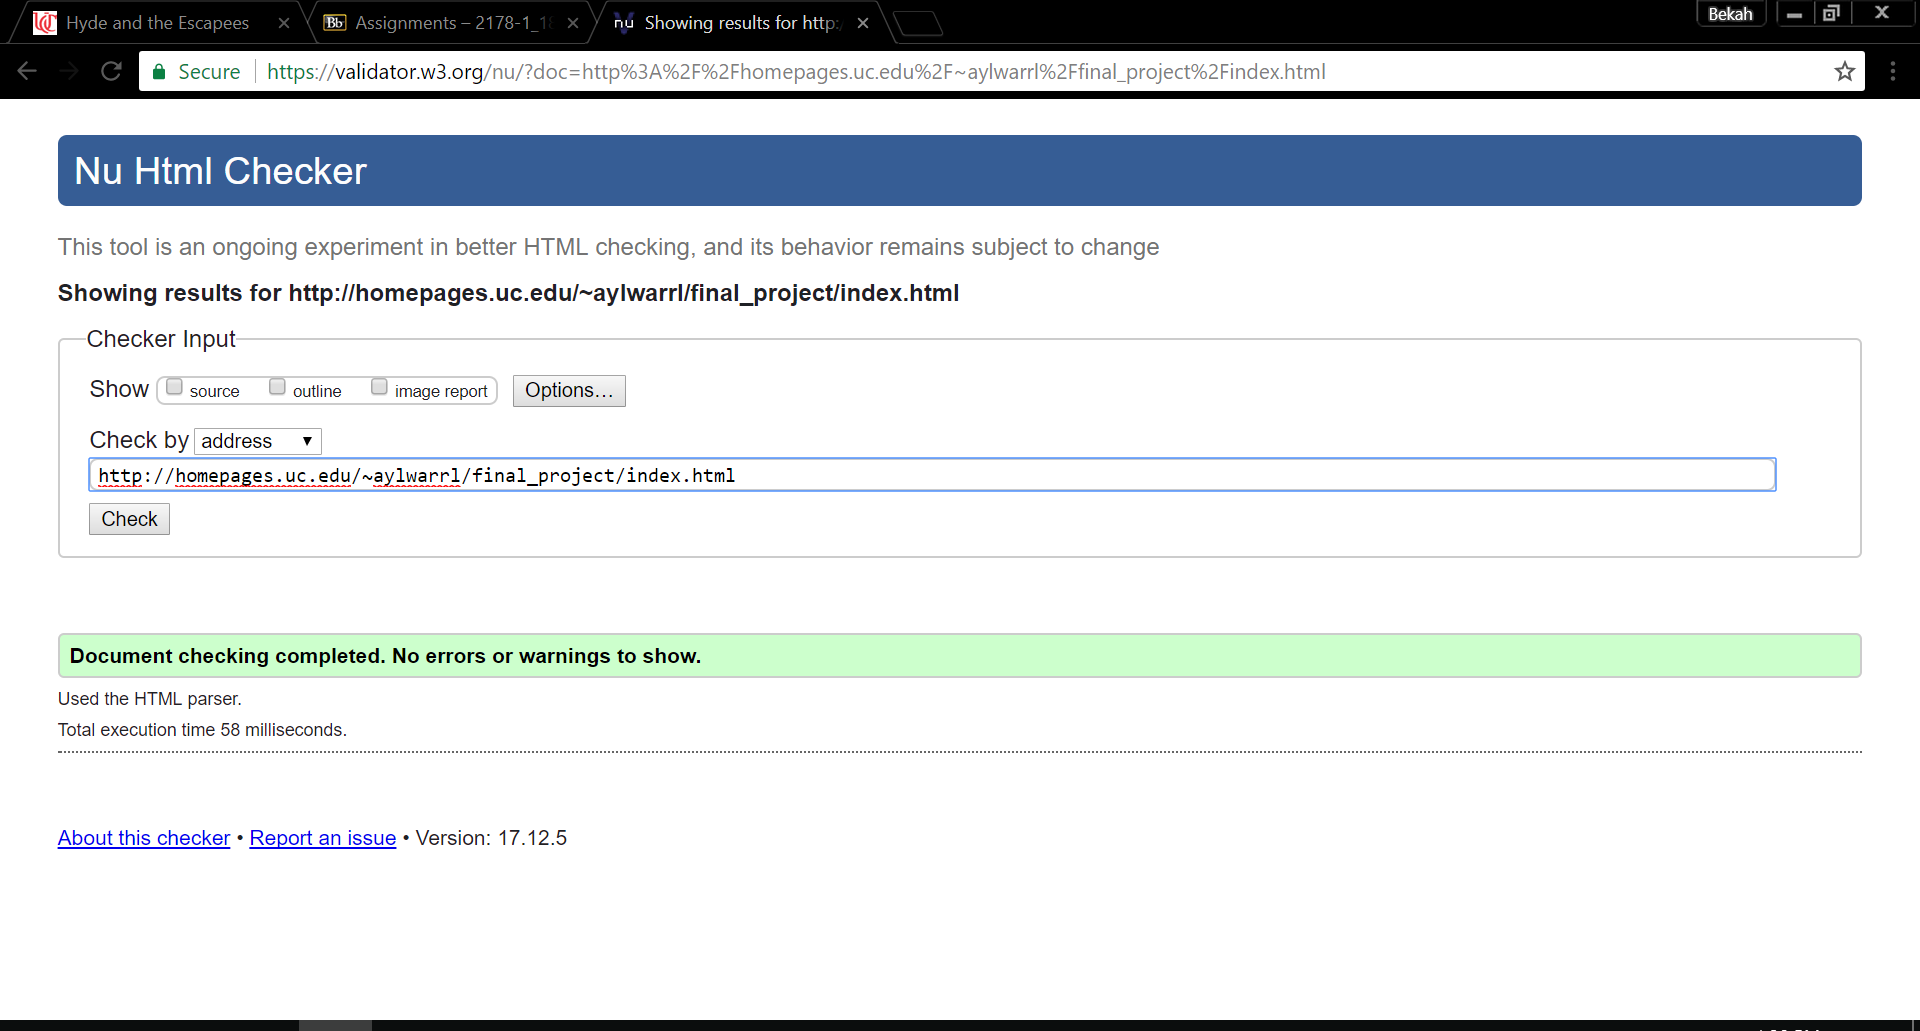 Hyde and the Escapees
Bb Assignments – 2178-1_18
nu Showing results for http:/
Bekah
Secure https://validator.w3.org/nu/?doc=http%3A%2F%2Fhomepages.uc.edu%2F~aylwarrl%2Ffinal_project%2Findex.html
Nu Html Checker
This tool is an ongoing experiment in better HTML checking, and its behavior remains subject to change
Showing results for http://homepages.uc.edu/~aylwarrl/final_project/index.html
Checker Input
Show source outline image report Options...
Check by address
http://homepages.uc.edu/~aylwarrl/final_project/index.html
Check
Document checking completed. No errors or warnings to show.
Used the HTML parser.
Total execution time 58 milliseconds.
About this checker • Report an issue • Version: 17.12.5